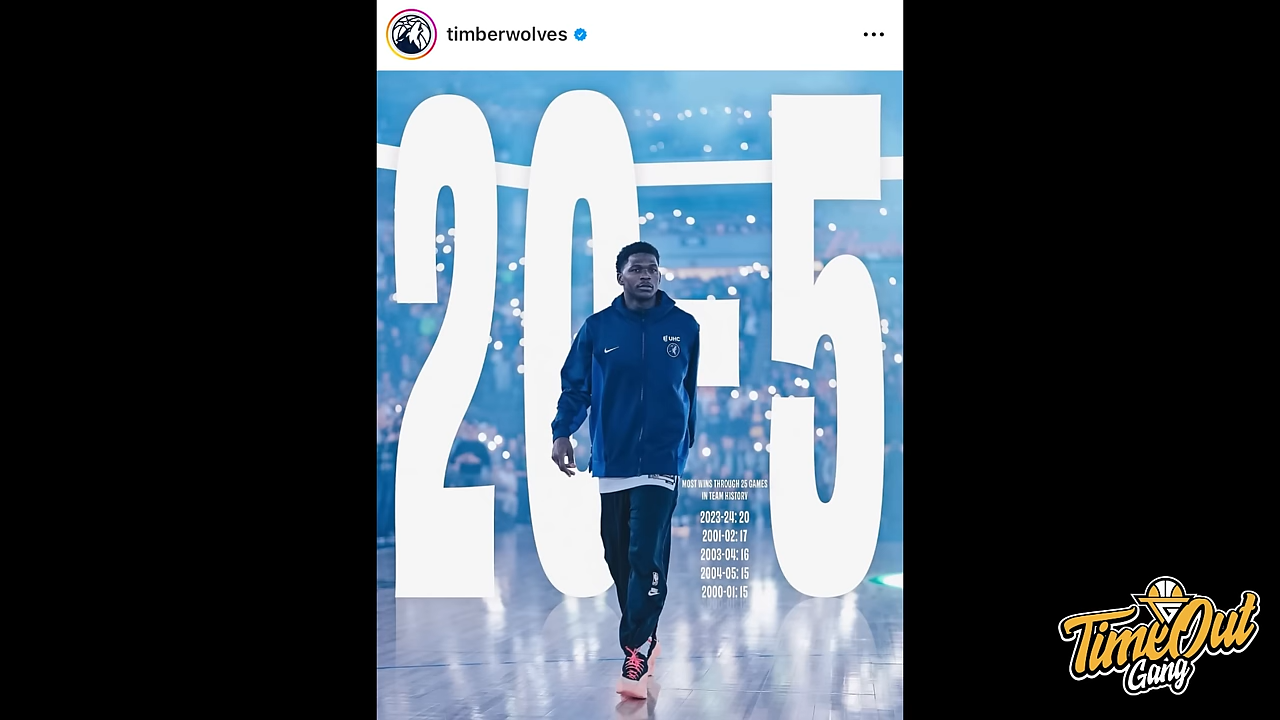 timberwolves
20-5
UHC
MOST WINS THROUGH 25 GAMES
IN TEAM HISTORY
2023-24: 20
2001-02: 17
2003-04: 16
2004-05: 15
2000-01: 15
TimeOut
Gang